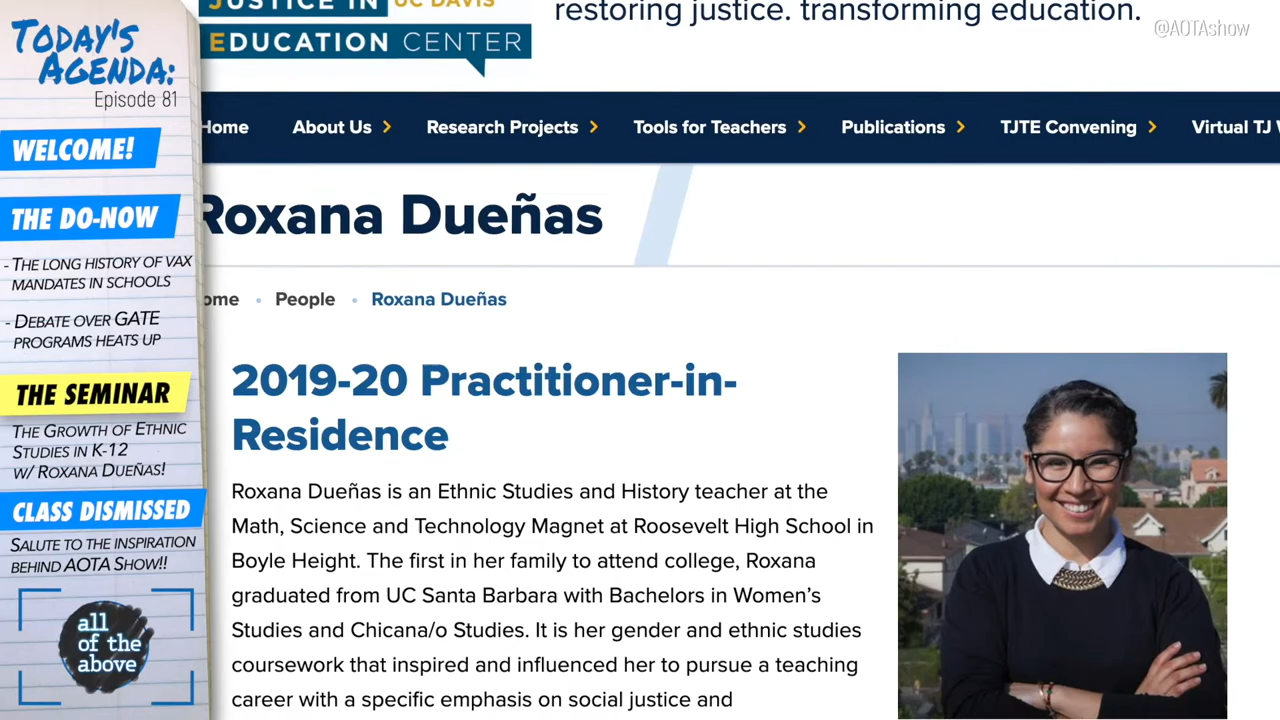 TODAY'S
AGENDA:
Episode 81
WELCOME!
THE DO-NOW
- THE LONG HISTORY OF VAX
MANDATES IN SCHOOLS
- DEBATE OVER GATE
PROGRAMS HEATS UP
THE SEMINAR
THE GROWTH OF ETHNIC
STUDIES IN K-12
W/ ROXANA DUEÑAS!
CLASS DISMISSED
SALUTE TO THE INSPIRATION
BEHIND AOTA SHOW!!
all
of the
above
JUSTICE IN UC DAVIS
EDUCATION CENTER
restoring justice. transforming education.
@AOTAshow
Home About Us Research Projects Tools for Teachers Publications TJTE Convening Virtual TJ
Roxana Dueñas
ome • People • Roxana Dueñas
2019-20 Practitioner-in-
Residence
Roxana Dueñas is an Ethnic Studies and History teacher at the
Math, Science and Technology Magnet at Roosevelt High School in
Boyle Height. The first in her family to attend college, Roxana
graduated from UC Santa Barbara with Bachelors in Women's
Studies and Chicana/o Studies. It is her gender and ethnic studies
coursework that inspired and influenced her to pursue a teaching
career with a specific emphasis on social justice and